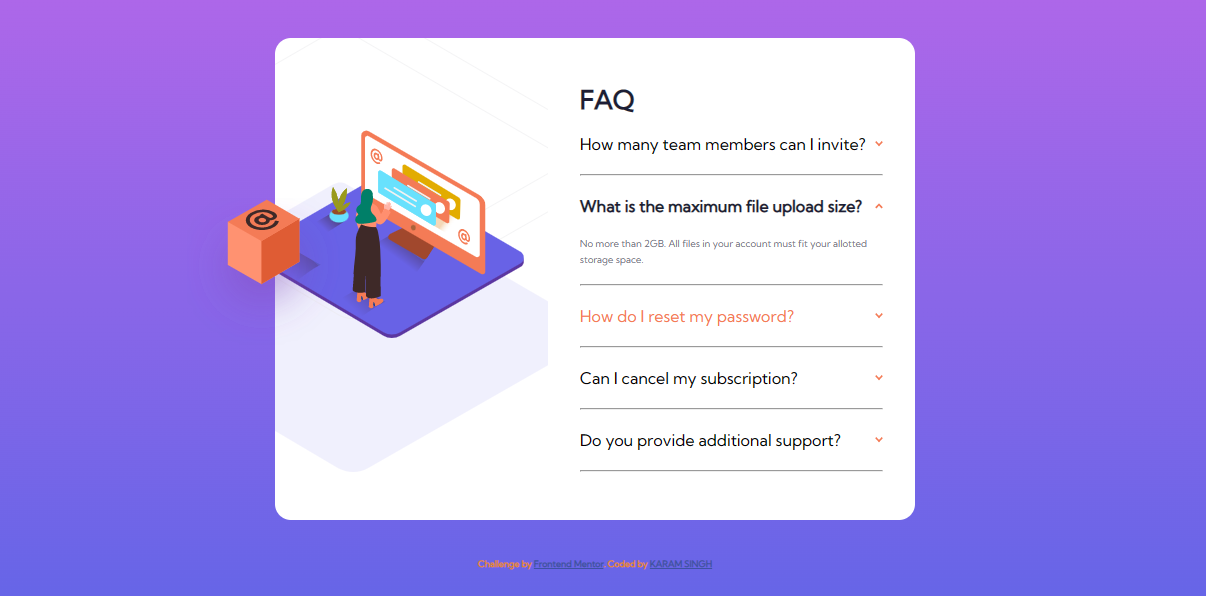 FAQ
How many team members can I invite?
What is the maximum file upload size?
No more than 2GB. All files in your account must fit your allotted
storage space.
How do I reset my password?
Can I cancel my subscription?
Do you provide additional support?
Challenge by Frontend Mentor. Coded by KARAM SINGH